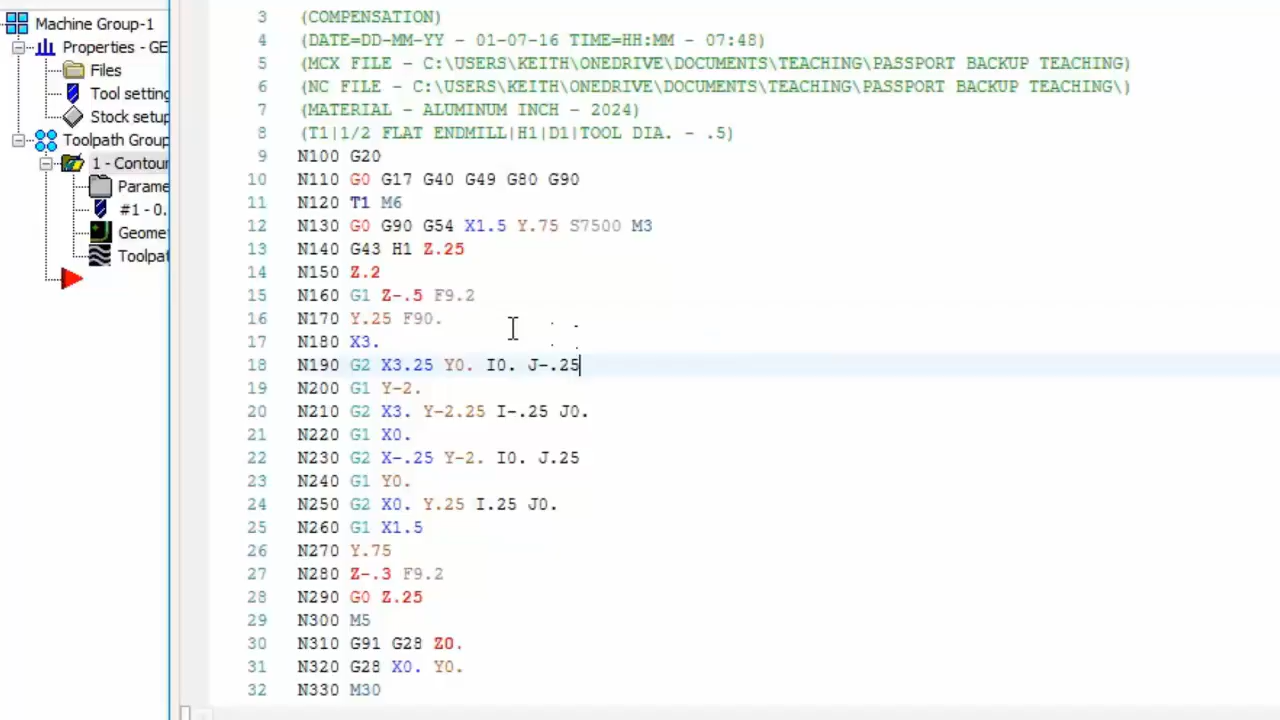 Machine Group-1
Properties - GE
Files
Tool setting
Stock setup
Toolpath Group
1 - Contour
Parame
#1 - 0.
Geome
Toolpat
3 (COMPENSATION)
4 (DATE=DD-MM-YY - 01-07-16 TIME=HH:MM - 07:48)
5 (MCX FILE - C:\USERS\KEITH\ONEDRIVE\DOCUMENTS\TEACHING\PASSPORT BACKUP TEACHING)
6 (NC FILE - C:\USERS\KEITH\ONEDRIVE\DOCUMENTS\TEACHING\PASSPORT BACKUP TEACHING\)
7 (MATERIAL - ALUMINUM INCH - 2024)
8 (T1|1/2 FLAT ENDMILL|H1|D1|TOOL DIA. - .5)
9 N100 G20
10 N110 G0 G17 G40 G49 G80 G90
11 N120 T1 M6
12 N130 G0 G90 G54 X1.5 Y.75 S7500 M3
13 N140 G43 H1 Z.25
14 N150 Z.2
15 N160 G1 Z-.5 F9.2
16 N170 Y.25 F90.
17 N180 X3.
18 N190 G2 X3.25 Y0. I0. J-.25
19 N200 G1 Y-2.
20 N210 G2 X3. Y-2.25 I-.25 J0.
21 N220 G1 X0.
22 N230 G2 X-.25 Y-2. I0. J.25
23 N240 G1 Y0.
24 N250 G2 X0. Y.25 I.25 J0.
25 N260 G1 X1.5
26 N270 Y.75
27 N280 Z-.3 F9.2
28 N290 G0 Z.25
29 N300 M5
30 N310 G91 G28 Z0.
31 N320 G28 X0. Y0.
32 N330 M30